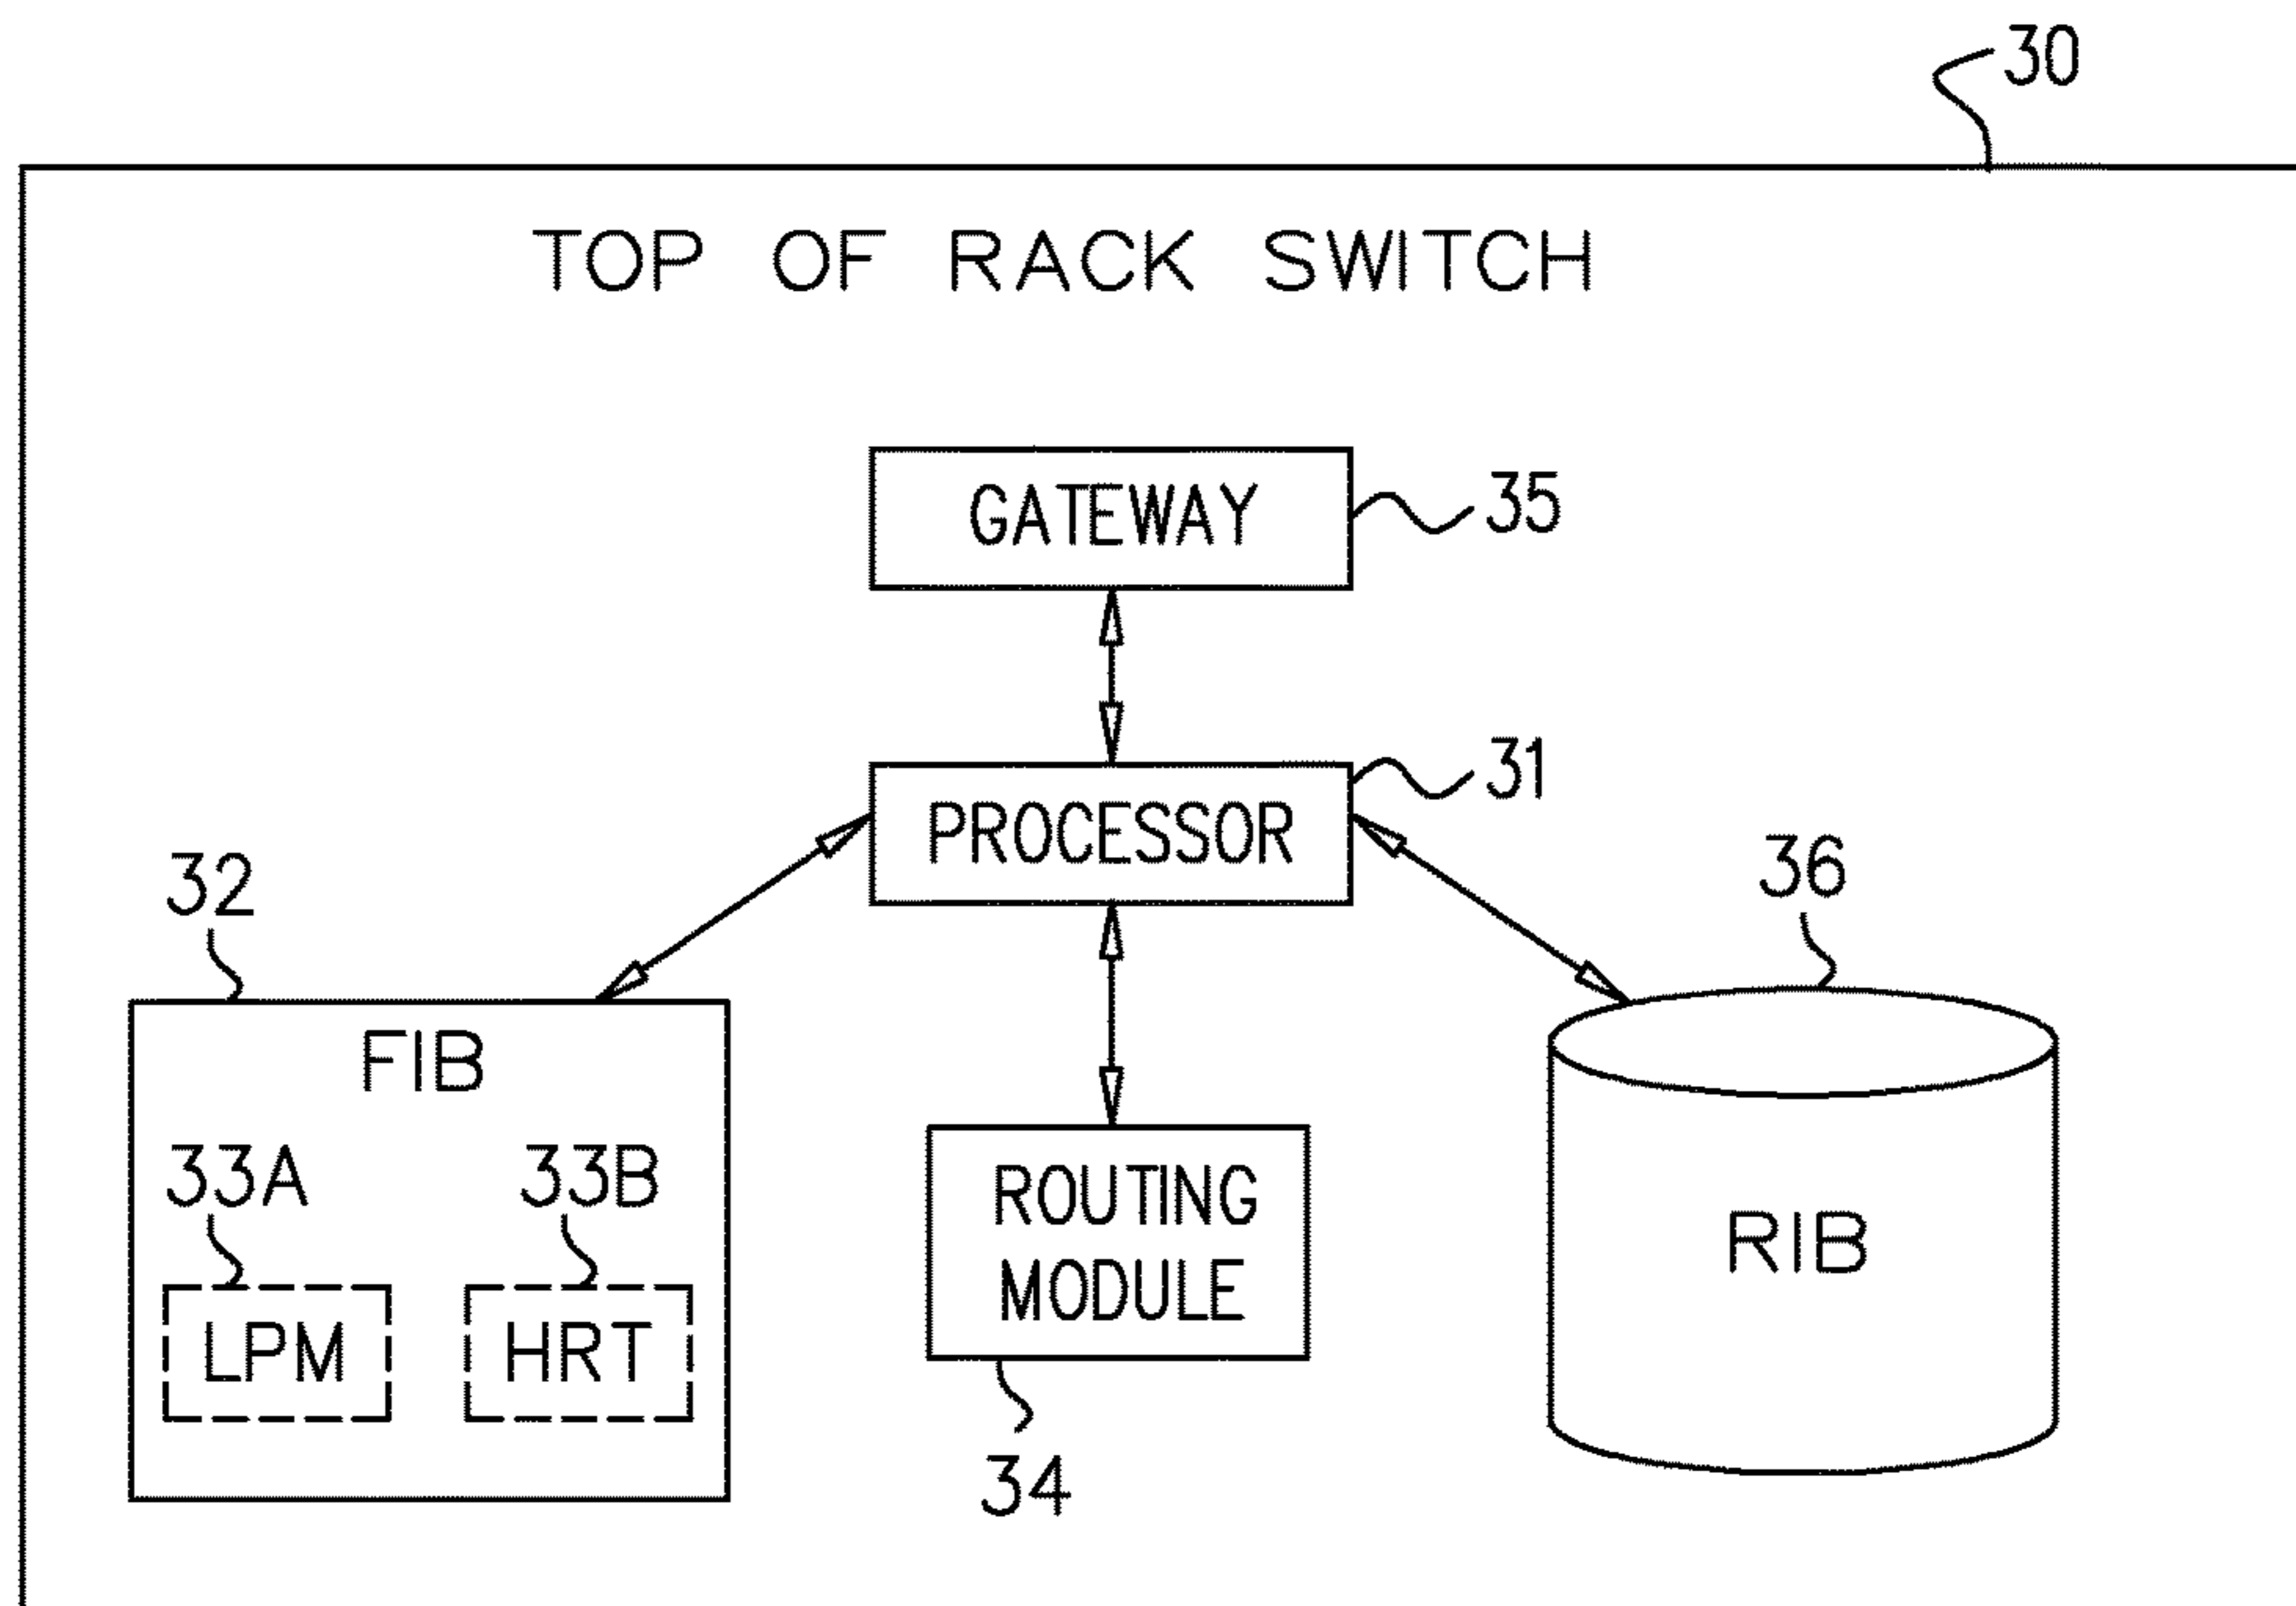 30
TOP OF RACK SWITCH
GATEWAY
35
PROCESSOR
31
32
36
FIB
33A
33B
LPM
HRT
ROUTING
MODULE
34
RIB